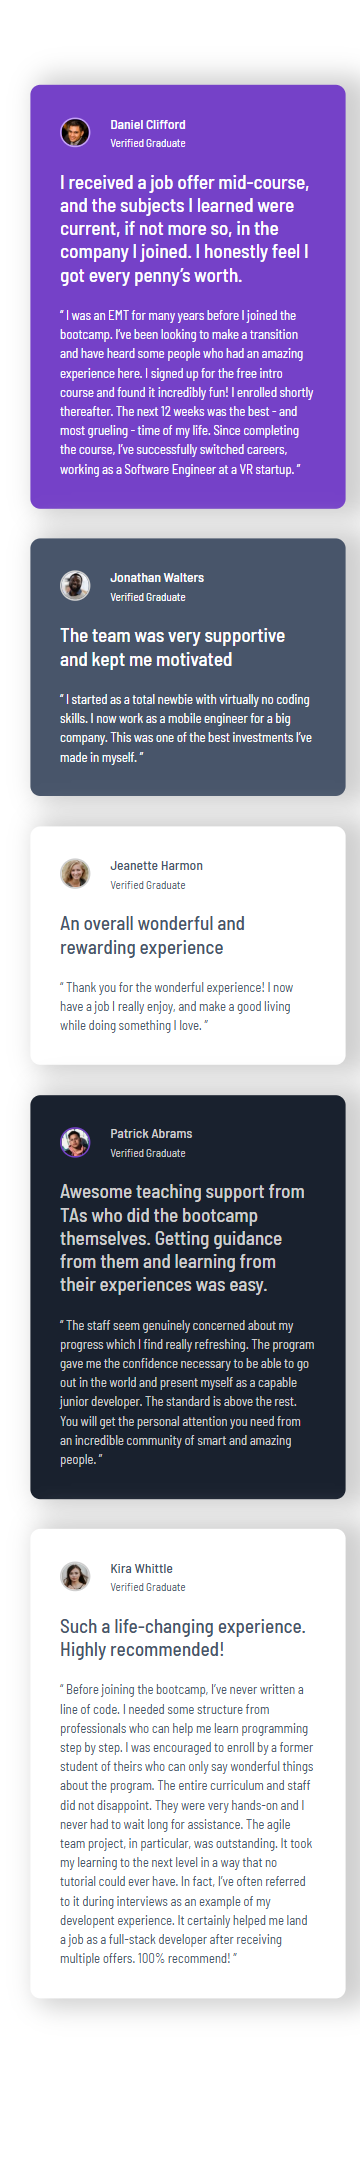 Daniel Clifford
Verified Graduate
I received a job offer mid-course,
and the subjects I learned were
current, if not more so, in the
company I joined. I honestly feel I
got every penny’s worth.
“ I was an EMT for many years before I joined the
bootcamp. I’ve been looking to make a transition
and have heard some people who had an amazing
experience here. I signed up for the free intro
course and found it incredibly fun! I enrolled shortly
thereafter. The next 12 weeks was the best - and
most grueling - time of my life. Since completing
the course, I’ve successfully switched careers,
working as a Software Engineer at a VR startup. ”
Jonathan Walters
Verified Graduate
The team was very supportive
and kept me motivated
“ I started as a total newbie with virtually no coding
skills. I now work as a mobile engineer for a big
company. This was one of the best investments I’ve
made in myself. ”
Jeanette Harmon
Verified Graduate
An overall wonderful and
rewarding experience
“ Thank you for the wonderful experience! I now
have a job I really enjoy, and make a good living
while doing something I love. ”
Patrick Abrams
Verified Graduate
Awesome teaching support from
TAs who did the bootcamp
themselves. Getting guidance
from them and learning from
their experiences was easy.
“ The staff seem genuinely concerned about my
progress which I find really refreshing. The program
gave me the confidence necessary to be able to go
out in the world and present myself as a capable
junior developer. The standard is above the rest.
You will get the personal attention you need from
an incredible community of smart and amazing
people. ”
Kira Whittle
Verified Graduate
Such a life-changing experience.
Highly recommended!
“ Before joining the bootcamp, I’ve never written a
line of code. I needed some structure from
professionals who can help me learn programming
step by step. I was encouraged to enroll by a former
student of theirs who can only say wonderful things
about the program. The entire curriculum and staff
did not disappoint. They were very hands-on and I
never had to wait long for assistance. The agile
team project, in particular, was outstanding. It took
my learning to the next level in a way that no
tutorial could ever have. In fact, I’ve often referred
to it during interviews as an example of my
developent experience. It certainly helped me land
a job as a full-stack developer after receiving
multiple offers. 100% recommend! ”